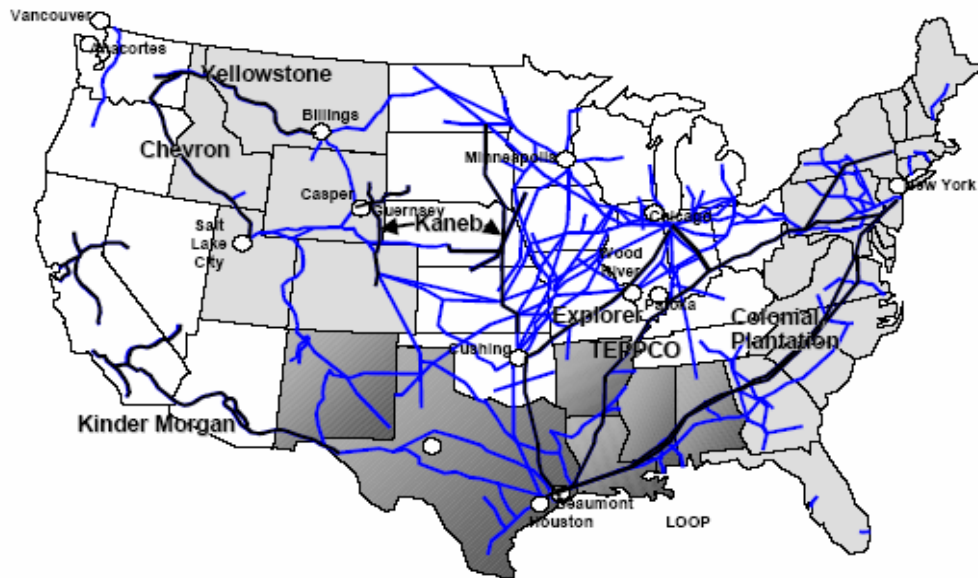 Vancouver
Anacortes
Yellowstone
Billings
Chevron
Minneapolis
Casper
Guernsey
New York
Salt
Lake
City
Kaneb
Chicago
Wood
River
Patoka
Explorer
Colonial
Plantation
Cushing
TEPPCO
Kinder Morgan
Beaumont
Houston
LOOP